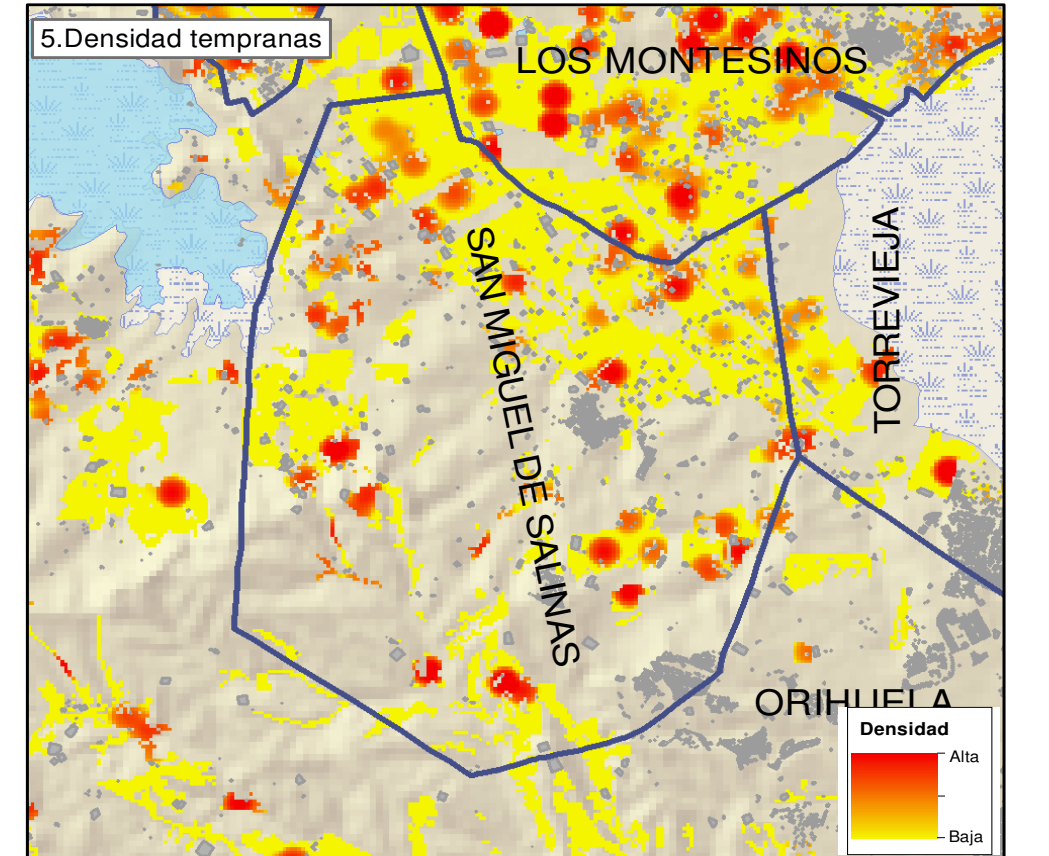 5.Densidad tempranas
LOS MONTESINOS
SAN MIGUEL DE SALINAS
TORREVIEJA
ORIHUELA
Densidad
Alta
Baja